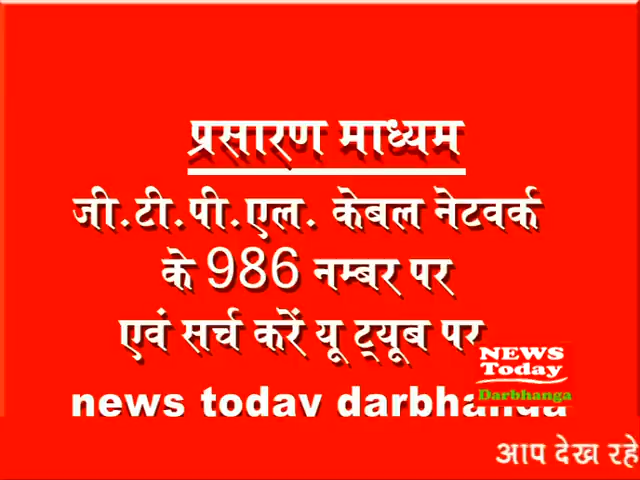 प्रसारण माध्यम
जी.टी.पी.एल. केबल नेटवर्क
के 986 नम्बर पर
एवं सर्च करें यू ट्यूब पर
NEWS
Today
Darbhanga
news today darbhanga
आप देख रहे